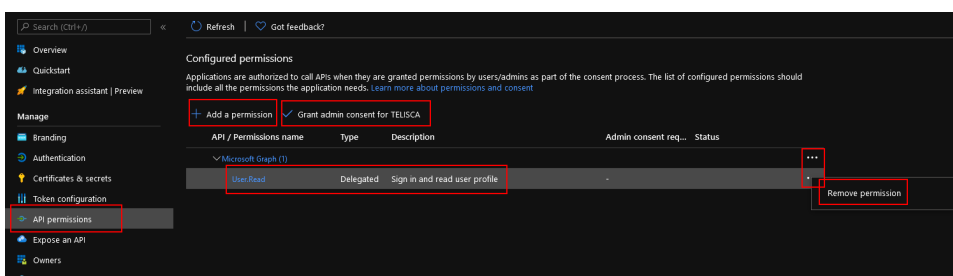 Search (Ctrl+/)
«
Refresh
Got feedback?
Overview
Quickstart
Integration assistant | Preview
Manage
Branding
Authentication
Certificates & secrets
Token configuration
API permissions
Expose an API
Owners
Configured permissions
Applications are authorized to call APIs when they are granted permissions by users/admins as part of the consent process. The list of configured permissions should
include all the permissions the application needs. Learn more about permissions and consent
+ Add a permission ✓ Grant admin consent for TELISCA
API / Permissions name Type Description Admin consent req... Status
Microsoft Graph (1) ...
User.Read Delegated Sign in and read user profile -
Remove permission